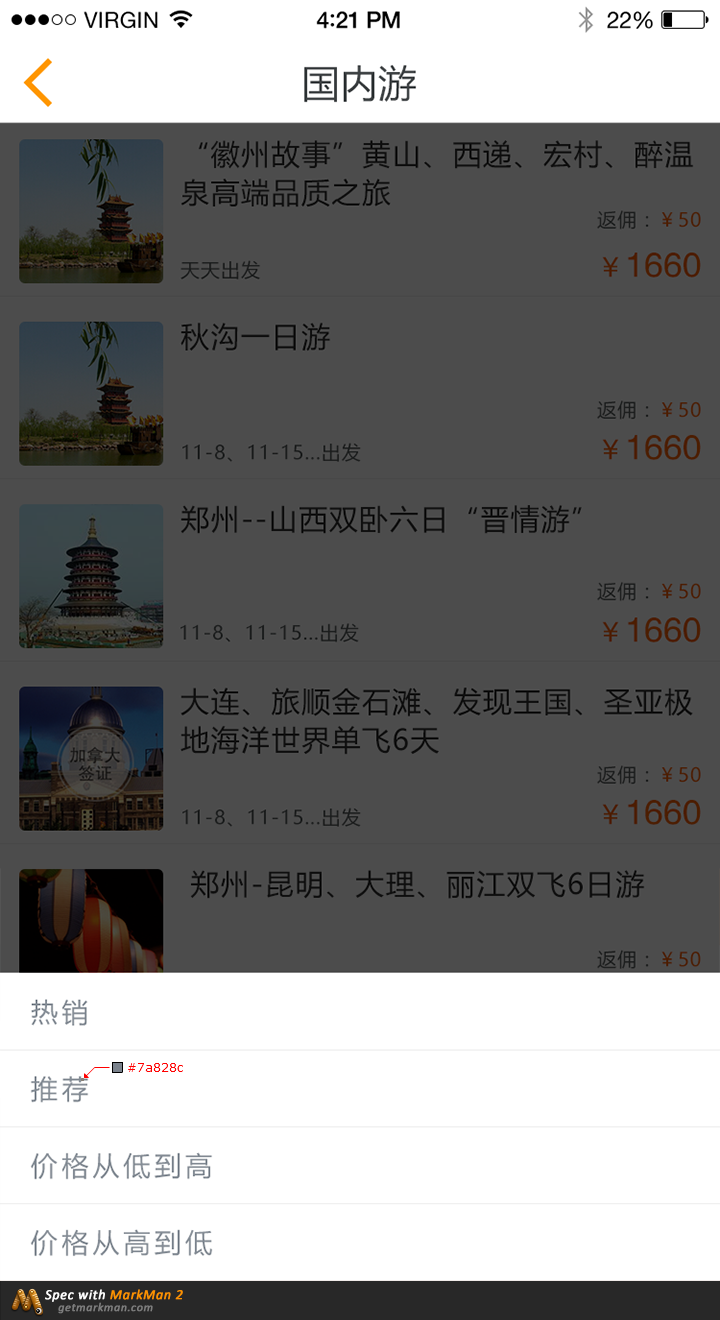 VIRGIN 4:21 PM 22%
国内游
“徽州故事”黄山、西递、宏村、醉温
泉高端品质之旅
返佣：￥50
天天出发 ￥1660
秋沟一日游
返佣：￥50
11-8、11-15...出发 ￥1660
郑州--山西双卧六日“晋情游”
返佣：￥50
11-8、11-15...出发 ￥1660
大连、旅顺金石滩、发现王国、圣亚极
地海洋世界单飞6天
加拿大
签证
返佣：￥50
11-8、11-15...出发 ￥1660
郑州-昆明、大理、丽江双飞6日游
返佣：￥50
热销
#7a828c
推荐
价格从低到高
价格从高到低
Spec with MarkMan 2
getmarkman.com